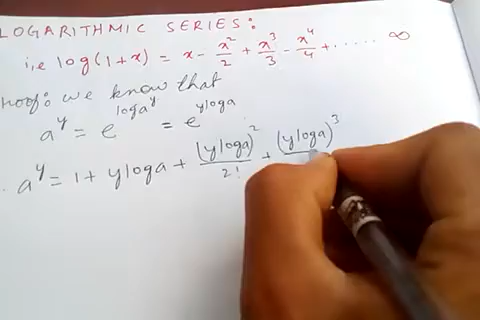 LOGARITHMIC SERIES:
i,e log(1+x) = x - x²/2 + x³/3 - x⁴/4 + ...... ∞
roof: we know that
a^y = e^(log a^y) = e^(y log a)
a^y = 1 + y log a + (y log a)²/2! + (y log a)³